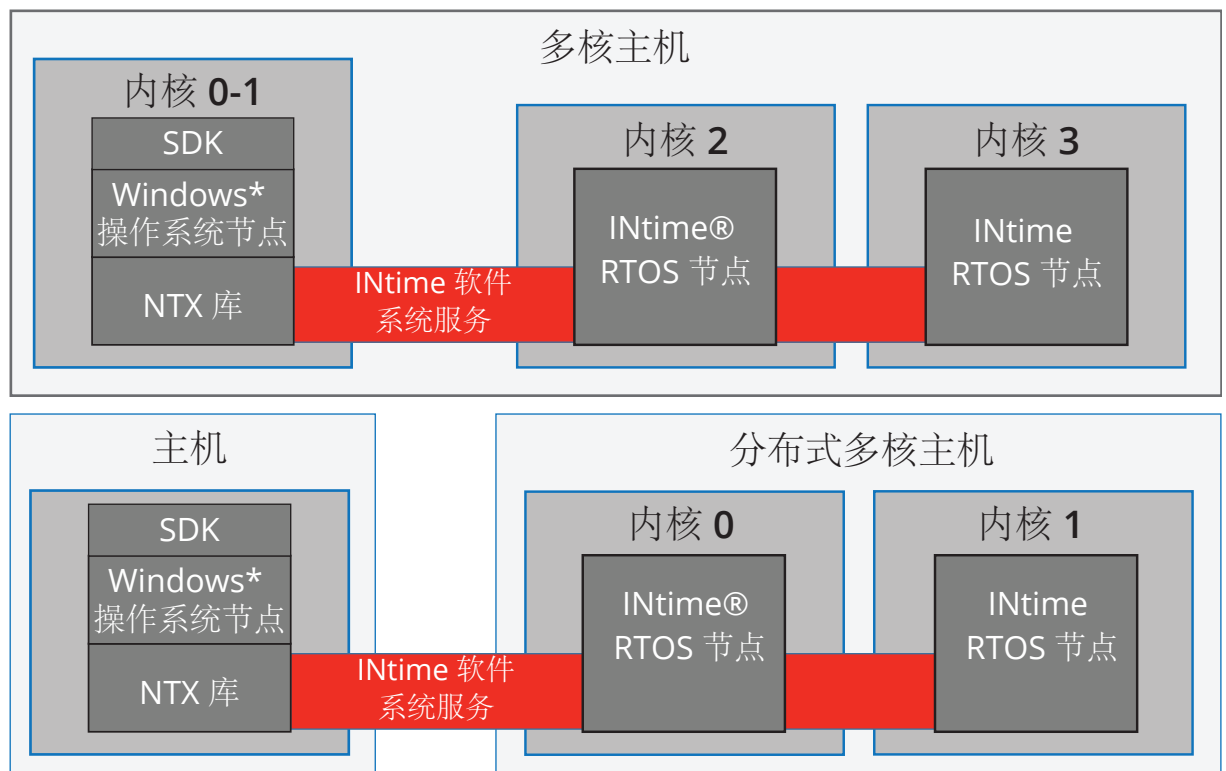 多核主机
内核 0-1
SDK
Windows*
操作系统节点
NTX 库
INtime 软件
系统服务
内核 2
INtime®
RTOS 节点
内核 3
INtime
RTOS 节点
主机
SDK
Windows*
操作系统节点
NTX 库
INtime 软件
系统服务
分布式多核主机
内核 0
INtime®
RTOS 节点
内核 1
INtime
RTOS 节点